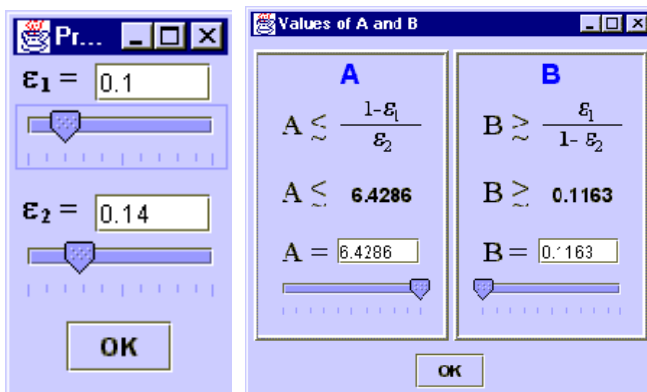 Pr...
ε₁ = 0.1
ε₂ = 0.14
OK
Values of A and B
A
A ≲ 1-ε₁ / ε₂
A ≲ 6.4286
A = 6.4286
B
B ≳ ε₁ / 1- ε₂
B ≳ 0.1163
B = 0.1163
OK